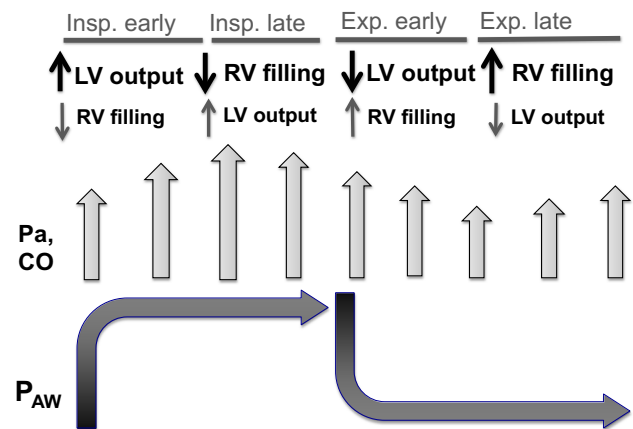 Insp. early Insp. late Exp. early Exp. late
LV output RV filling LV output RV filling
RV filling LV output RV filling LV output
Pa,
CO
PAW